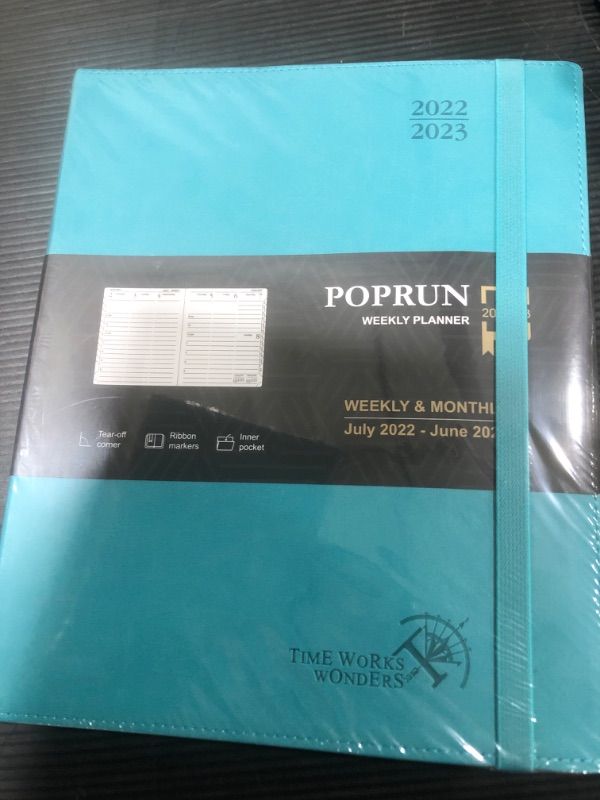 2022
2023
POPRUN
WEEKLY PLANNER
WEEKLY & MONTHL
July 2022 - June 202
Tear-off
corner
Ribbon
markers
Inner
pocket
TIME WORKS
WONDERS